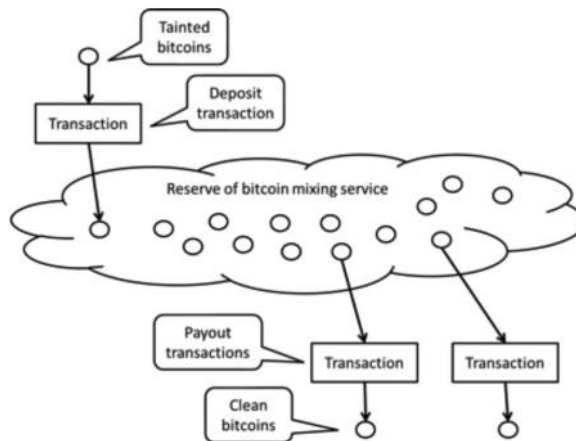 Tainted
bitcoins
Deposit
transaction
Transaction
Reserve of bitcoin mixing service
Payout
transactions
Transaction
Transaction
Clean
bitcoins